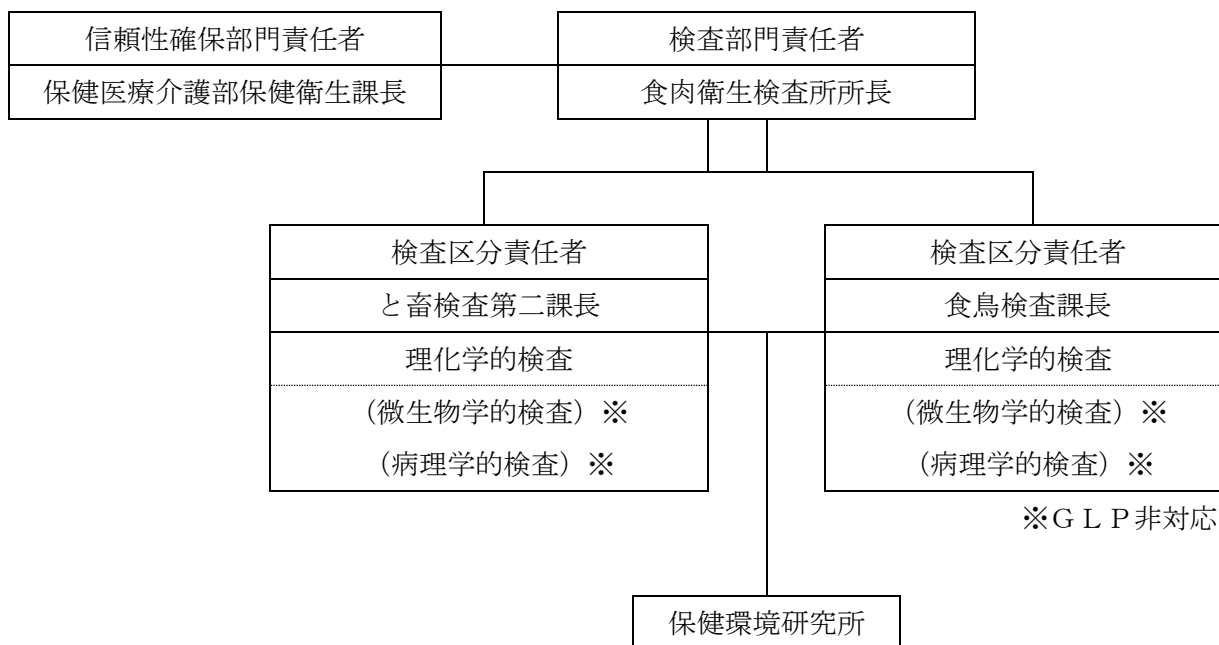 信頼性確保部門責任者
検査部門責任者
保健医療介護部保健衛生課長
食肉衛生検査所所長
検査区分責任者
検査区分責任者
と畜検査第二課長
食鳥検査課長
理化学的検査
理化学的検査
(微生物学的検査)※
(微生物学的検査)※
(病理学的検査)※
(病理学的検査)※
※GLP非対応
保健環境研究所